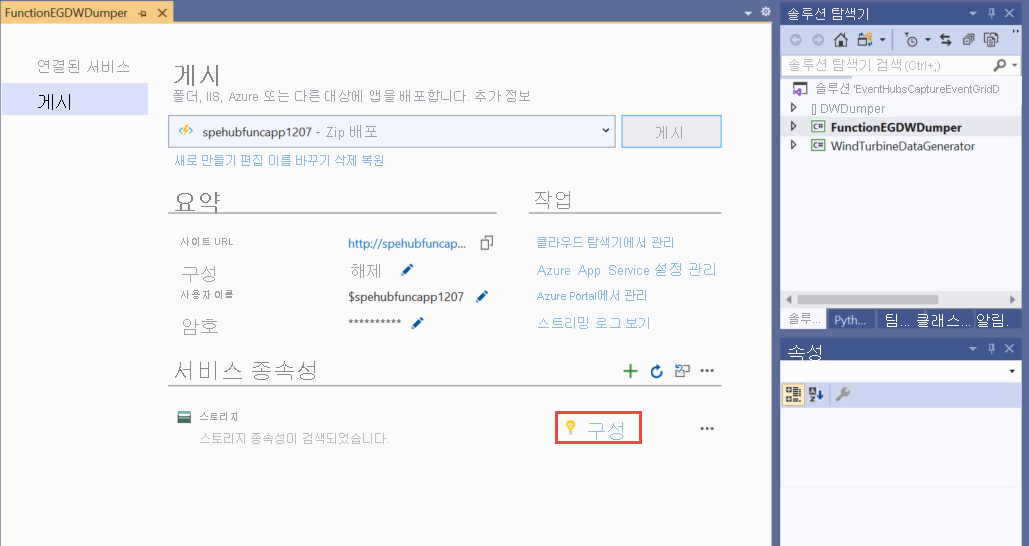 FunctionEGDWDumper
연결된 서비스
게시
게시
폴더, IIS, Azure 또는 다른 대상에 앱을 배포합니다. 추가 정보
spehubfuncapp1207 - Zip 배포
게시
새로 만들기 편집 이름 바꾸기 삭제 복원
요약
작업
사이트 URL
http://spehubfuncap...
클라우드 탐색기에서 관리
구성
해제
Azure App Service 설정 관리
사용자 이름
$spehubfuncapp1207
Azure Portal에서 관리
암호
**********
스트리밍 로그 보기
서비스 종속성
스토리지
스토리지 종속성이 검색되었습니다.
구성
솔루션 탐색기
솔루션 탐색기 검색(Ctrl+;)
솔루션 'EventHubsCaptureEventGridD
[] DWDumper
FunctionEGDWDumper
WindTurbineDataGenerator
솔루...
Pyth...
팀...
클래스...
알림.
속성